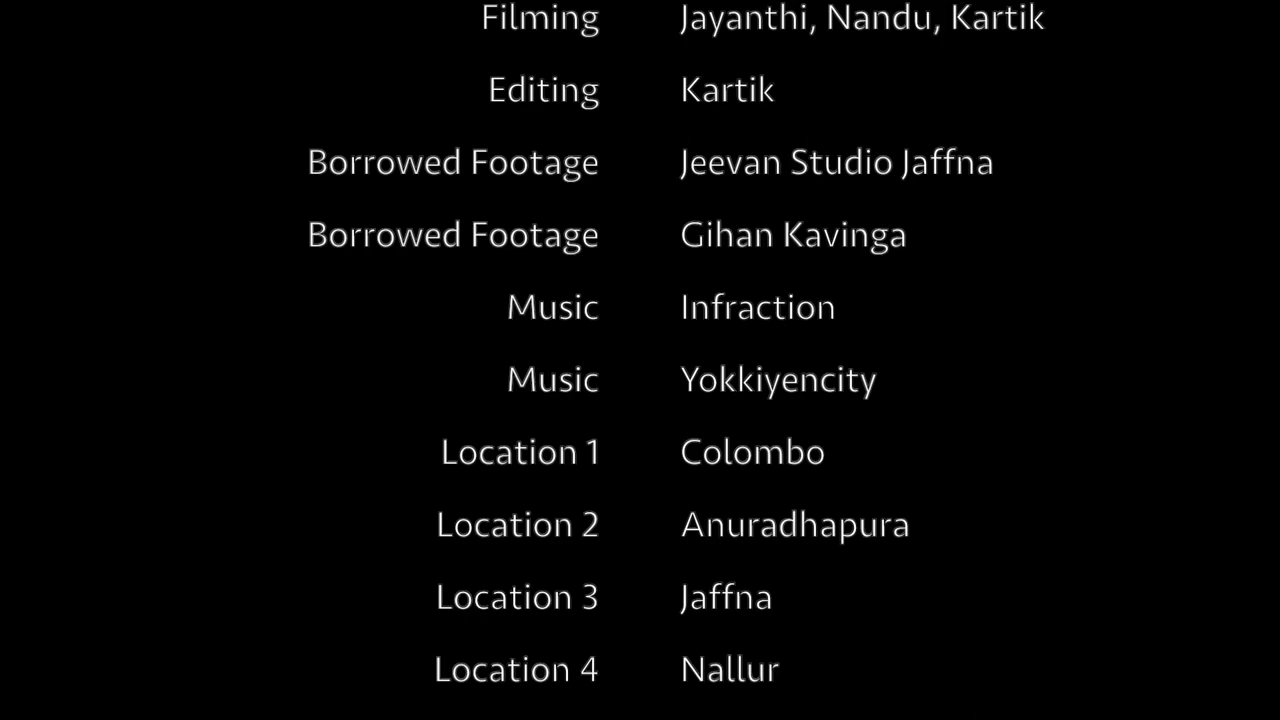 Filming Jayanthi, Nandu, Kartik
Editing Kartik
Borrowed Footage Jeevan Studio Jaffna
Borrowed Footage Gihan Kavinga
Music Infraction
Music Yokkiyencity
Location 1 Colombo
Location 2 Anuradhapura
Location 3 Jaffna
Location 4 Nallur